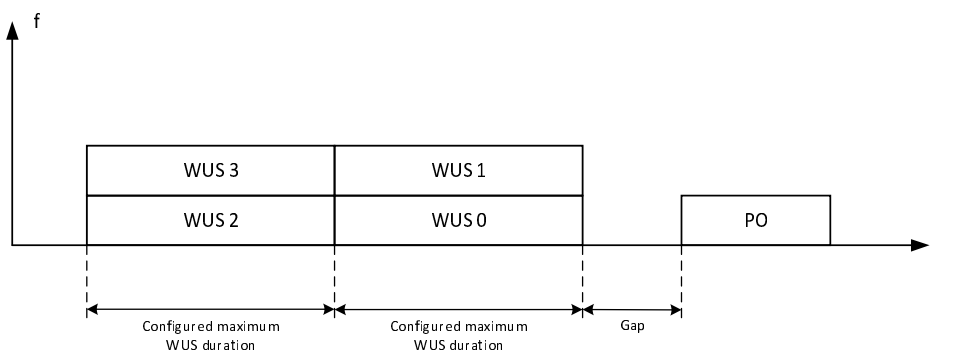 f
WUS 3
WUS 1
WUS 2
WUS 0
PO
Configured maximum
WUS duration
Configured maximum
WUS duration
Gap